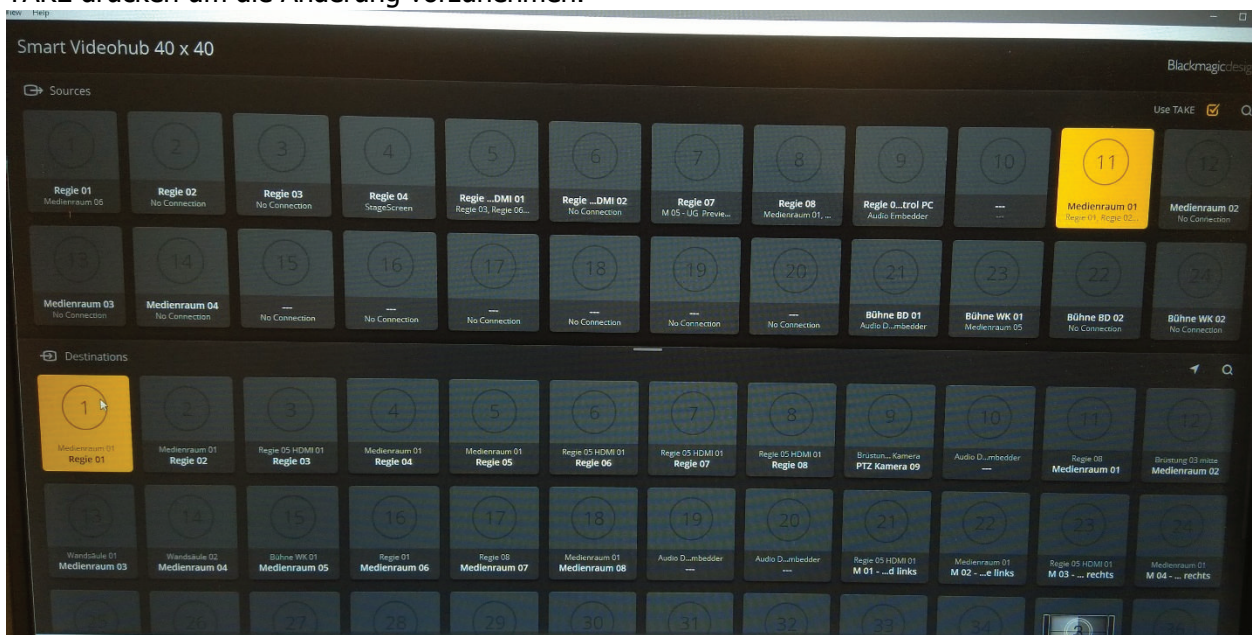 TAKE drücken um die Änderung vorzunehmen.
View Help
Smart Videohub 40 x 40
Blackmagicdesig
Sources
Use TAKE
1 2 3 4 5 6 7 8 9 10 11 12
Regie 01 Regie 02 Regie 03 Regie 04 Regie ...DMI 01 Regie ...DMI 02 Regie 07 Regie 08 Regie 0...trol PC --- Medienraum 01 Medienraum 02
Medienraum 06 No Connection No Connection StageScreen Regie 03, Regie 06... No Connection M 05 - UG Previe... Medienraum 01, ... Audio Embedder --- Regie 01, Regie 02... No Connection
13 14 15 16 17 18 19 20 21 23 22 24
Medienraum 03 Medienraum 04 --- --- --- --- --- --- Bühne BD 01 Bühne WK 01 Bühne BD 02 Bühne WK 02
No Connection No Connection No Connection No Connection No Connection No Connection No Connection No Connection Audio D...mbedder Medienraum 05 No Connection No Connection
Destinations
1 2 3 4 5 6 7 8 9 10 11 12
Medienraum 01 Medienraum 01 Regie 05 HDMI 01 Medienraum 01 Medienraum 01 Regie 05 HDMI 01 Regie 05 HDMI 01 Regie 05 HDMI 01 Brüstun... Kamera Audio D...mbedder Regie 08 Brüstung 03 mitte
Regie 01 Regie 02 Regie 03 Regie 04 Regie 05 Regie 06 Regie 07 Regie 08 PTZ Kamera 09 --- Medienraum 01 Medienraum 02
13 14 15 16 17 18 19 20 21 22 23 24
Wandsäule 01 Wandsäule 02 Bühne WK 01 Regie 01 Regie 08 Medienraum 01 Audio D...mbedder Audio D...mbedder Regie 05 HDMI 01 Medienraum 01 Regie 05 HDMI 01 Medienraum 01
Medienraum 03 Medienraum 04 Medienraum 05 Medienraum 06 Medienraum 07 Medienraum 08 --- --- M 01 - ...d links M 02 - ...e links M 03 - ... rechts M 04 - ... rechts
25 26 27 28 29 30 31 32 33 34 3 36